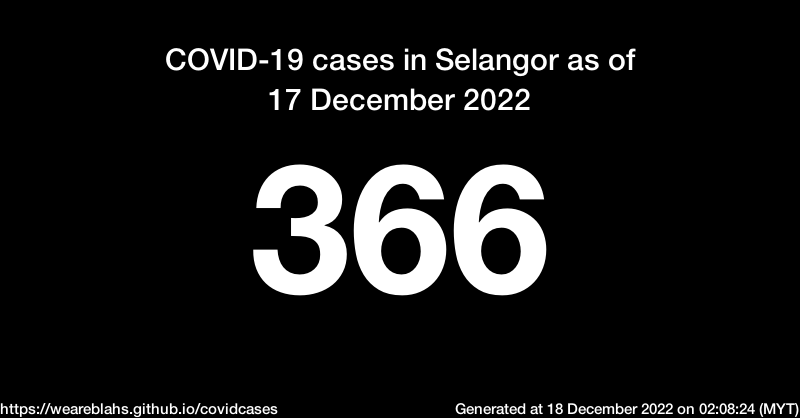 COVID-19 cases in Selangor as of
17 December 2022
366
https://weareblahs.github.io/covidcases
Generated at 18 December 2022 on 02:08:24 (MYT)